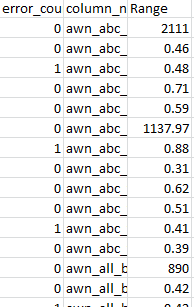 error_cou column_n Range
0 awn_abc_ 2111
0 awn_abc_ 0.46
1 awn_abc_ 0.48
0 awn_abc_ 0.71
0 awn_abc_ 0.59
0 awn_abc_ 1137.97
1 awn_abc_ 0.88
0 awn_abc_ 0.31
0 awn_abc_ 0.62
0 awn_abc_ 0.51
1 awn_abc_ 0.41
0 awn_abc_ 0.39
0 awn_all_b 890
0 awn_all_b 0.42